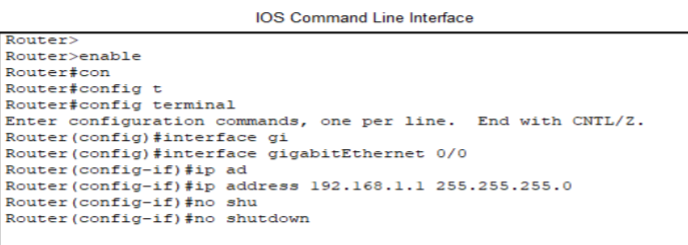 IOS Command Line Interface
Router>
Router>enable
Router#con
Router#config t
Router#config terminal
Enter configuration commands, one per line.  End with CNTL/Z.
Router(config)#interface gi
Router(config)#interface gigabitEthernet 0/0
Router(config-if)#ip ad
Router(config-if)#ip address 192.168.1.1 255.255.255.0
Router(config-if)#no shu
Router(config-if)#no shutdown